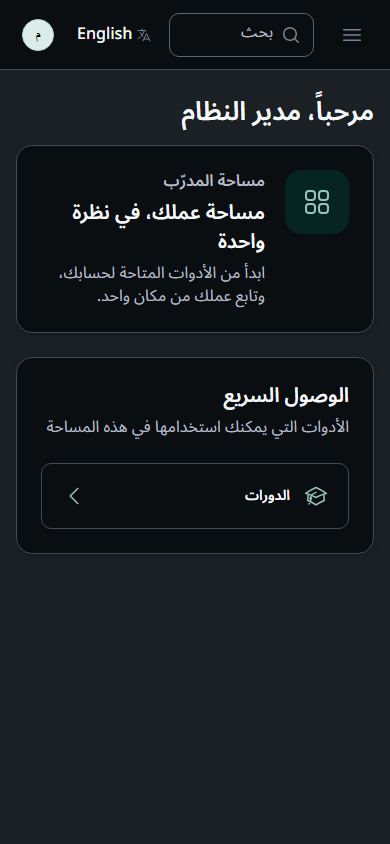 بحث
English
م
مرحباً، مدير النظام
مساحة المدرّب
مساحة عملك، في نظرة
واحدة
ابدأ من الأدوات المتاحة لحسابك،
وتابع عملك من مكان واحد.
الوصول السريع
الأدوات التي يمكنك استخدامها في هذه المساحة
الدورات